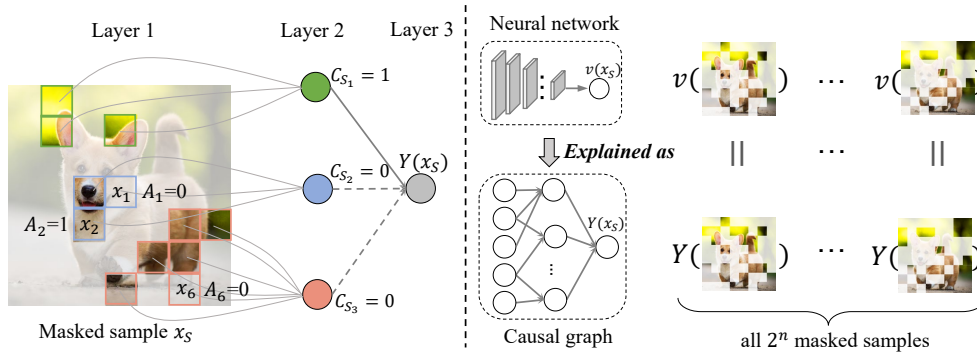 Layer 1
Layer 2
Layer 3
C_{S_1} = 1
C_{S_2} = 0
Y(x_S)
x_1 A_1=0
A_2=1 x_2
x_6 A_6=0
C_{S_3} = 0
Masked sample x_S
Neural network
v(x_S)
Explained as
Y(x_S)
...
Causal graph
v( ) ... v( )
|| ... ||
Y( ) ... Y( )
all 2^n masked samples